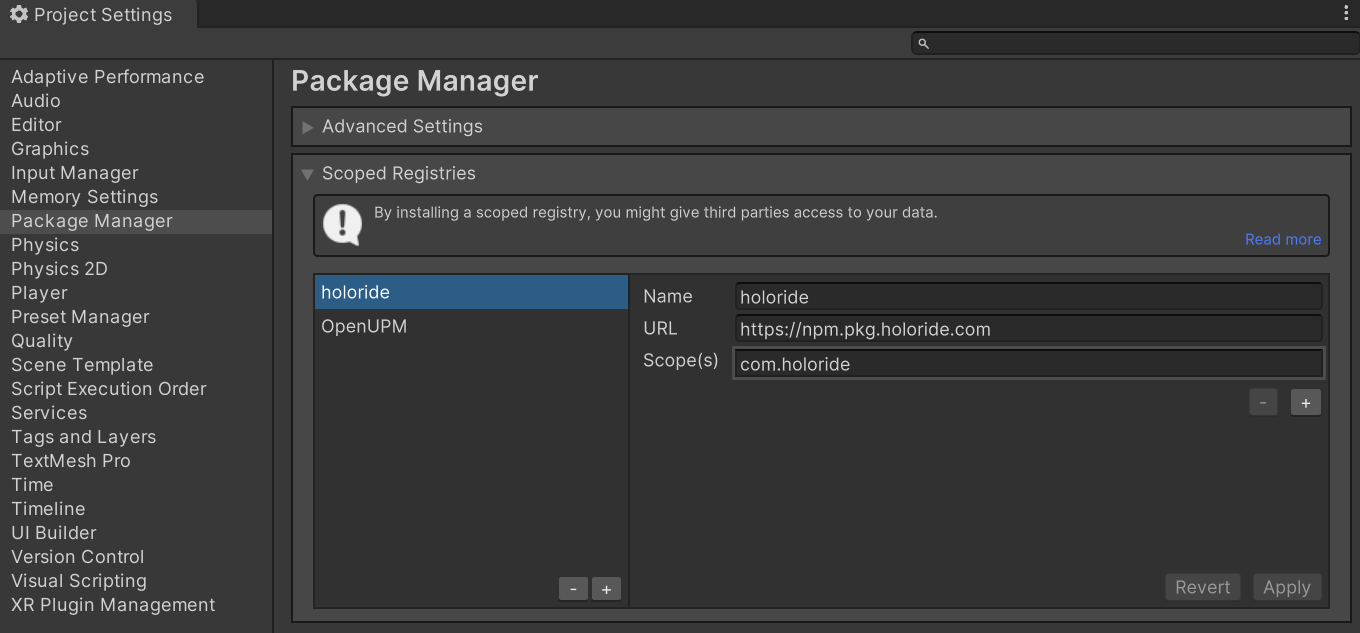 Project Settings
Adaptive Performance
Audio
Editor
Graphics
Input Manager
Memory Settings
Package Manager
Physics
Physics 2D
Player
Preset Manager
Quality
Scene Template
Script Execution Order
Services
Tags and Layers
TextMesh Pro
Time
Timeline
UI Builder
Version Control
Visual Scripting
XR Plugin Management
Package Manager
Advanced Settings
Scoped Registries
By installing a scoped registry, you might give third parties access to your data.
Read more
holoride
OpenUPM
- +
Name holoride
URL https://npm.pkg.holoride.com
Scope(s) com.holoride
- +
Revert Apply